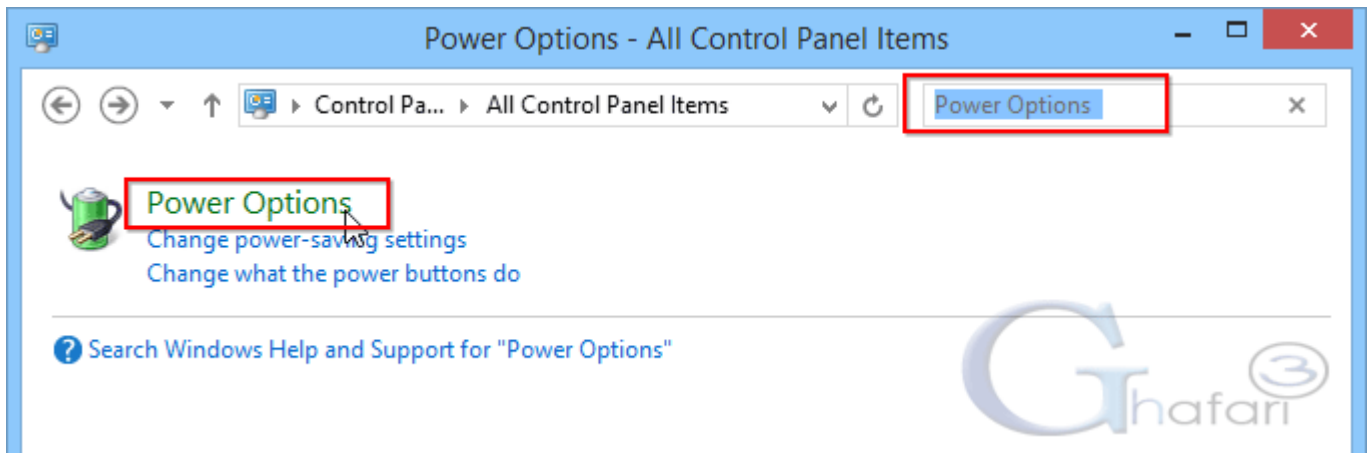 Power Options - All Control Panel Items
Control Pa... All Control Panel Items Power Options
Power Options
Change power-saving settings
Change what the power buttons do
Search Windows Help and Support for "Power Options"
Ghafari 3